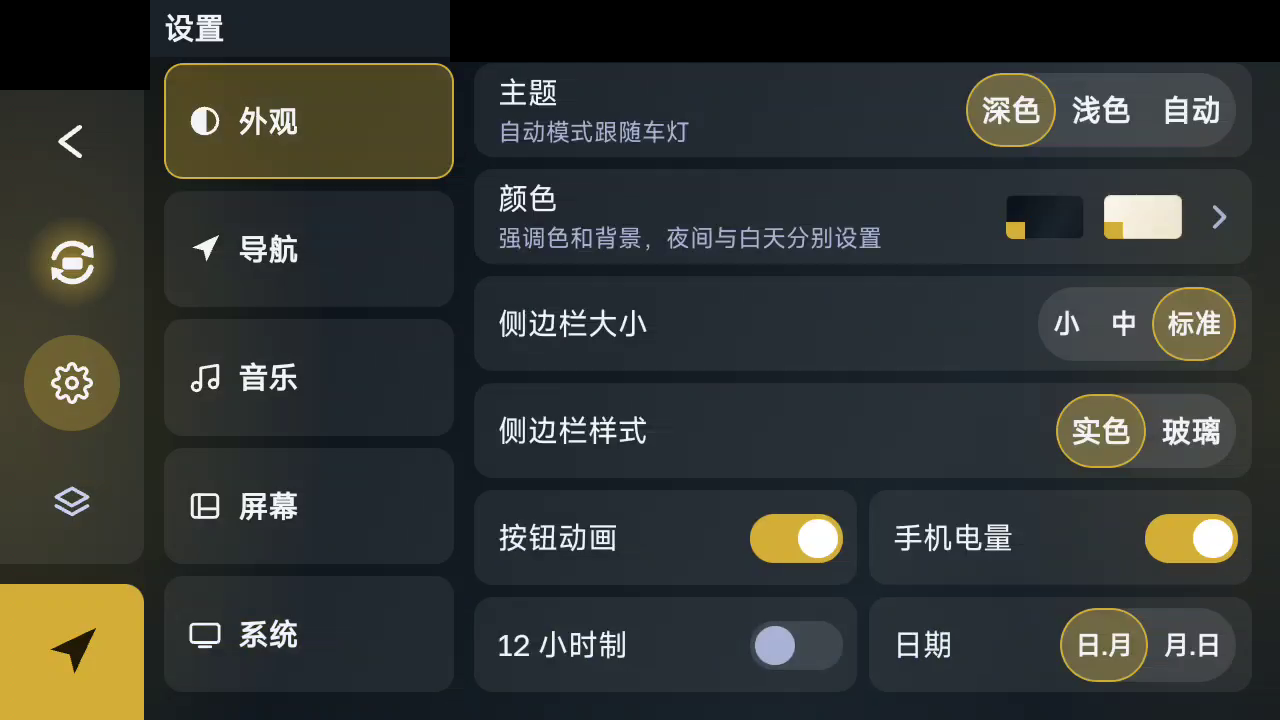 设置
外观
导航
音乐
屏幕
系统
主题
自动模式跟随车灯
深色 浅色 自动
颜色
强调色和背景，夜间与白天分别设置
侧边栏大小
小 中 标准
侧边栏样式
实色 玻璃
按钮动画
手机电量
12 小时制
日期
日.月 月.日